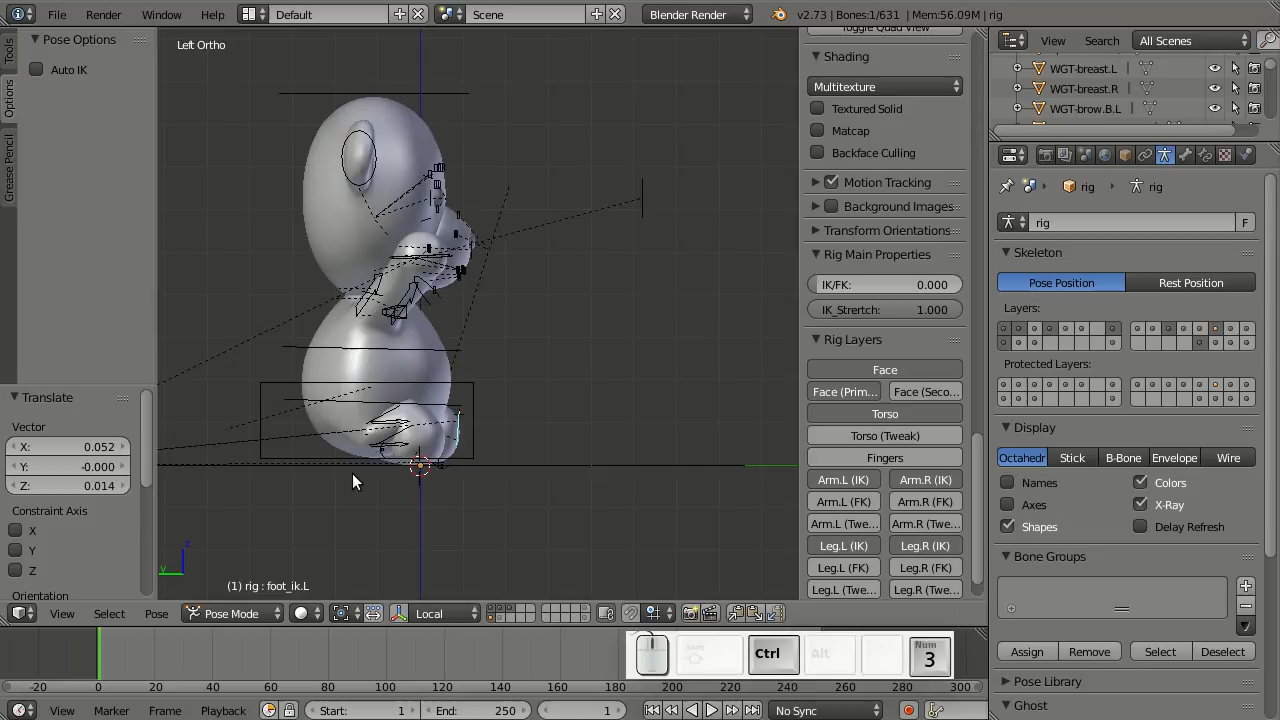 File Render Window Help Default Scene Blender Render v2.73 | Bones:1/631 | Mem:56.09M | rig
Tools
Options
Grease Pencil
Pose Options
Auto IK
Left Ortho
Toggle Quad View
Shading
Multitexture
Textured Solid
Matcap
Backface Culling
Motion Tracking
Background Images
Transform Orientations
Rig Main Properties
IK/FK: 0.000
IK_Stretch: 1.000
Rig Layers
Face
Face (Prim... Face (Seco...
Torso
Torso (Tweak)
Fingers
Arm.L (IK) Arm.R (IK)
Arm.L (FK) Arm.R (FK)
Arm.L (Twe... Arm.R (Twe...
Leg.L (IK) Leg.R (IK)
Leg.L (FK) Leg.R (FK)
Leg.L (Twe... Leg.R (Twe...
View Search All Scenes
WGT-breast.L
WGT-breast.R
WGT-brow.B.L
rig rig
rig F
Skeleton
Pose Position Rest Position
Layers:
Protected Layers:
Display
Octahedr Stick B-Bone Envelope Wire
Names Colors
Axes X-Ray
Shapes Delay Refresh
Bone Groups
Assign Remove Select Deselect
Pose Library
Ghost
Translate
Vector
X: 0.052
Y: -0.000
Z: 0.014
Constraint Axis
X
Y
Z
Orientation
z
y
(1) rig : foot_ik.L
View Select Pose Pose Mode Local
Ctrl Alt Num 3
-20 0 20 40 60 80 100 120 140 160 180 200 220 240 260 280 300
View Marker Frame Playback Start: 1 End: 250 1 No Sync